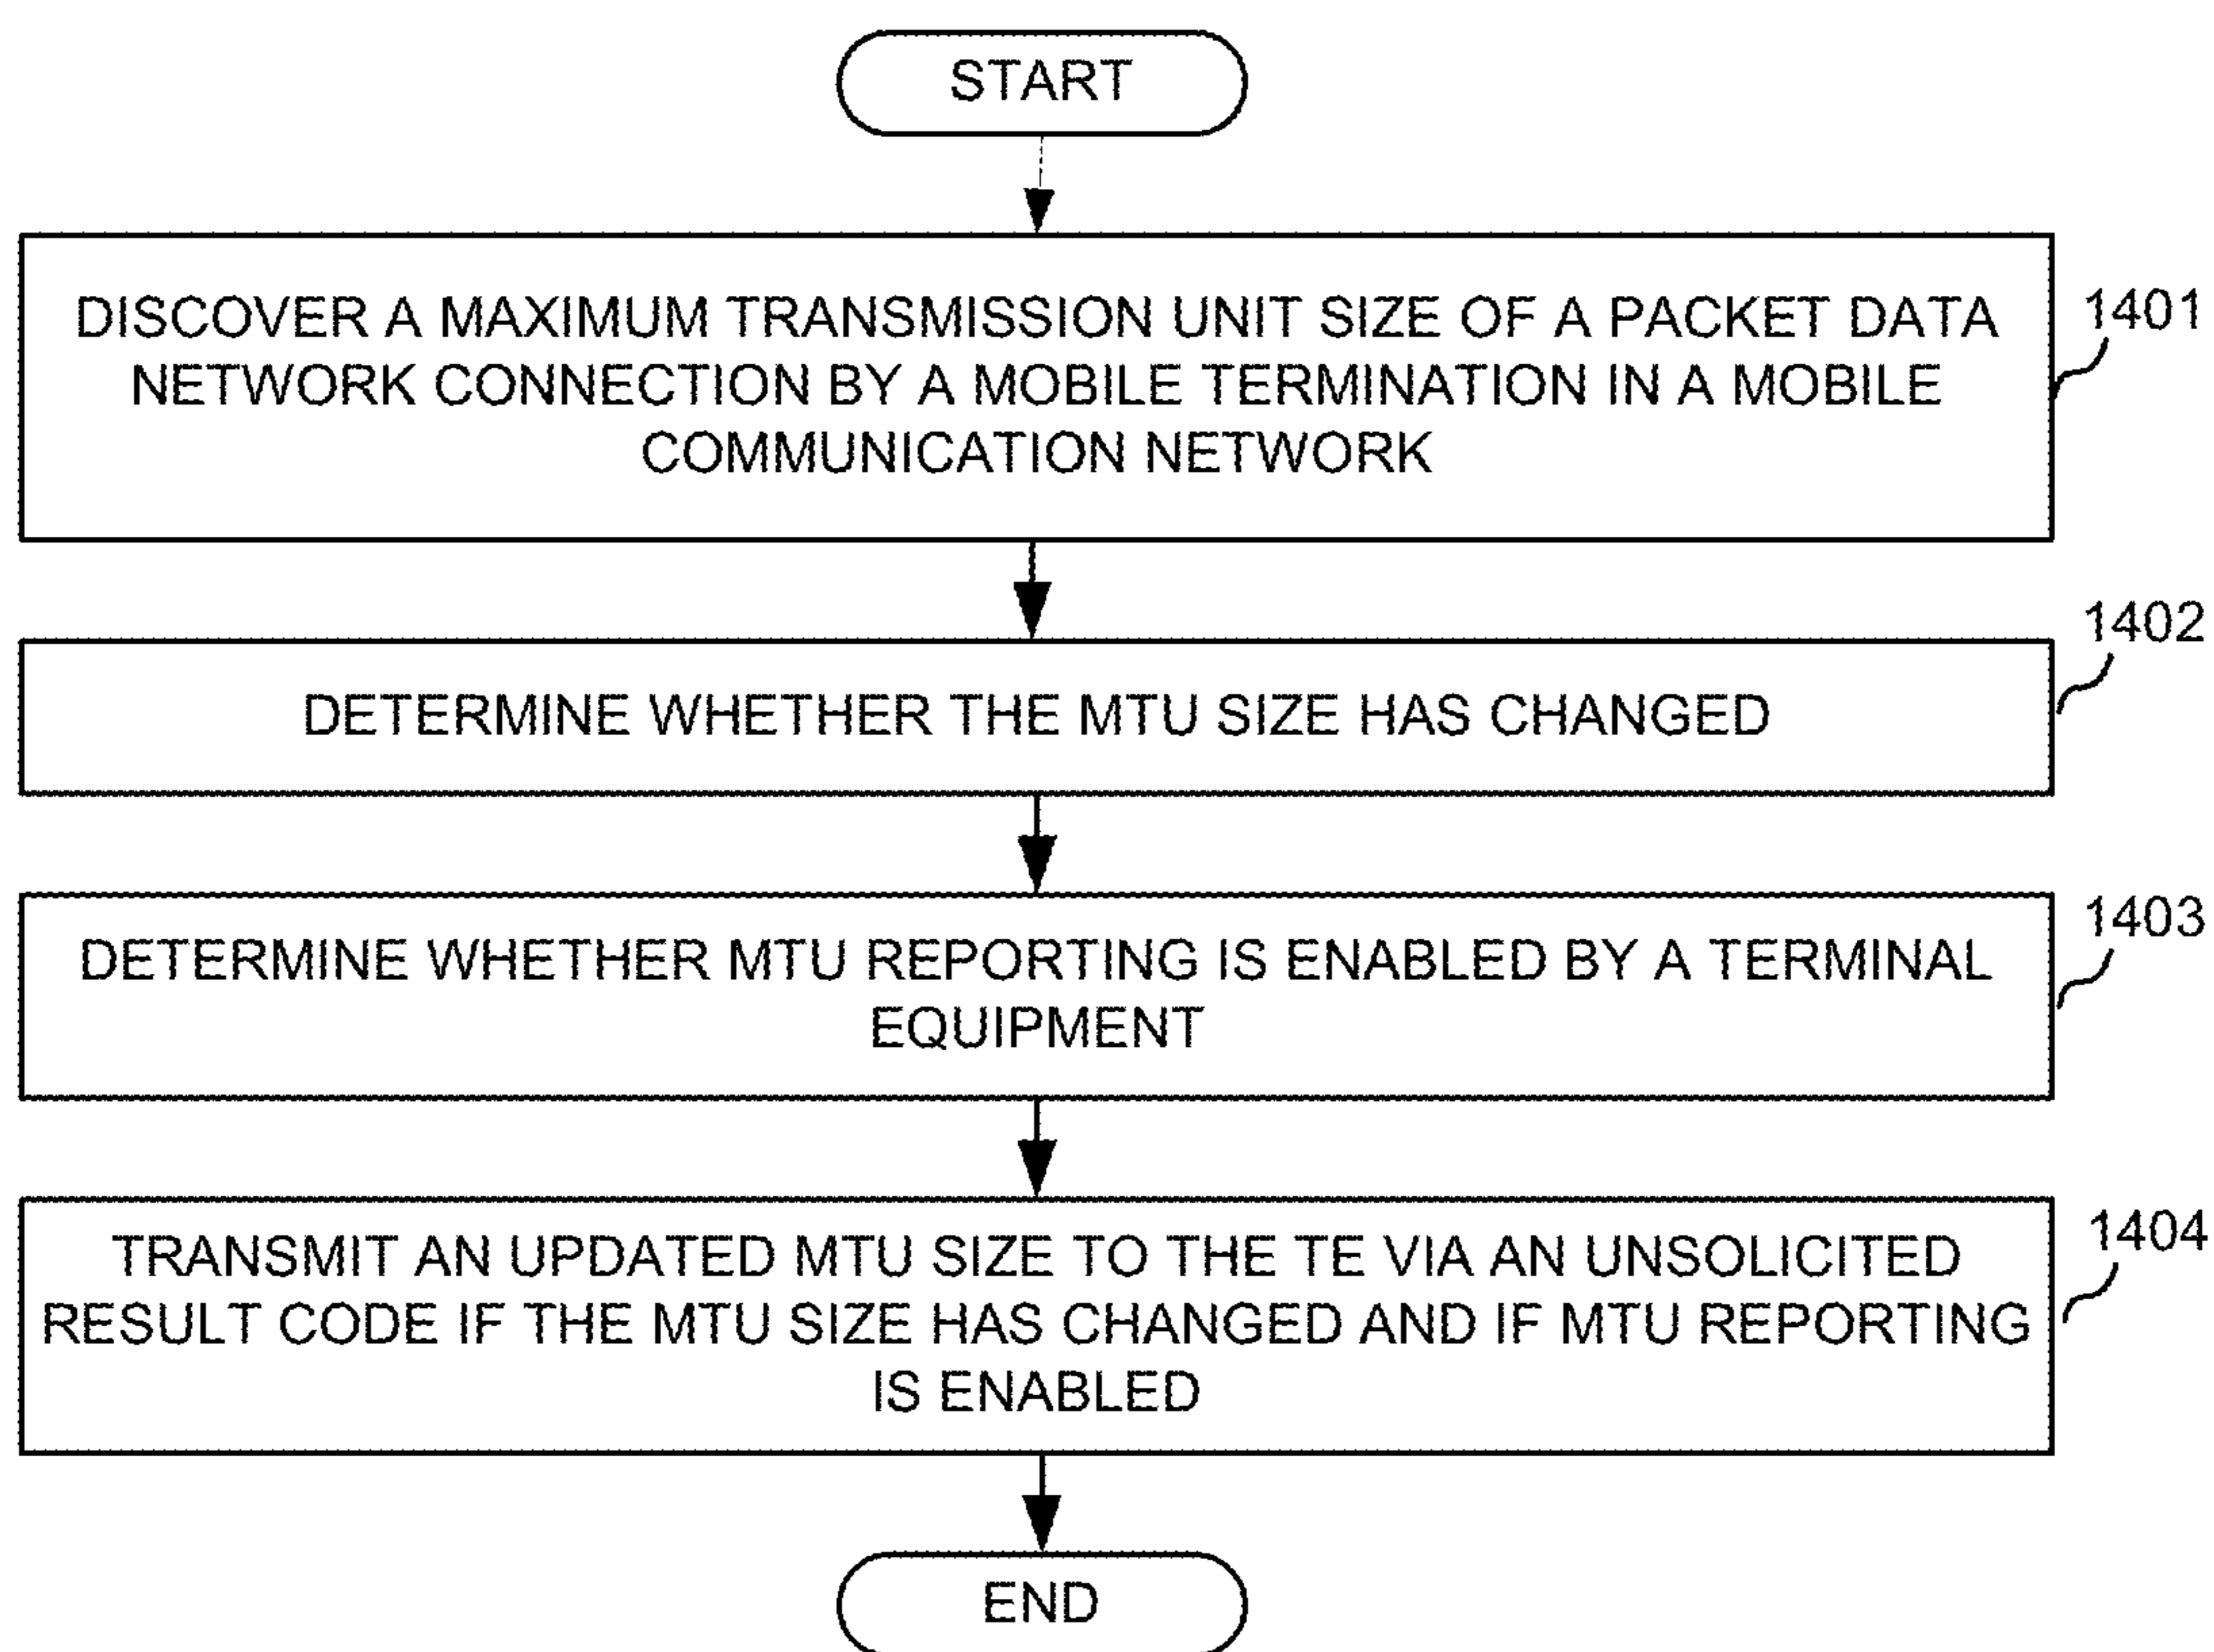 START
DISCOVER A MAXIMUM TRANSMISSION UNIT SIZE OF A PACKET DATA
NETWORK CONNECTION BY A MOBILE TERMINATION IN A MOBILE
COMMUNICATION NETWORK
1401
DETERMINE WHETHER THE MTU SIZE HAS CHANGED
1402
DETERMINE WHETHER MTU REPORTING IS ENABLED BY A TERMINAL
EQUIPMENT
1403
TRANSMIT AN UPDATED MTU SIZE TO THE TE VIA AN UNSOLICITED
RESULT CODE IF THE MTU SIZE HAS CHANGED AND IF MTU REPORTING
IS ENABLED
1404
END